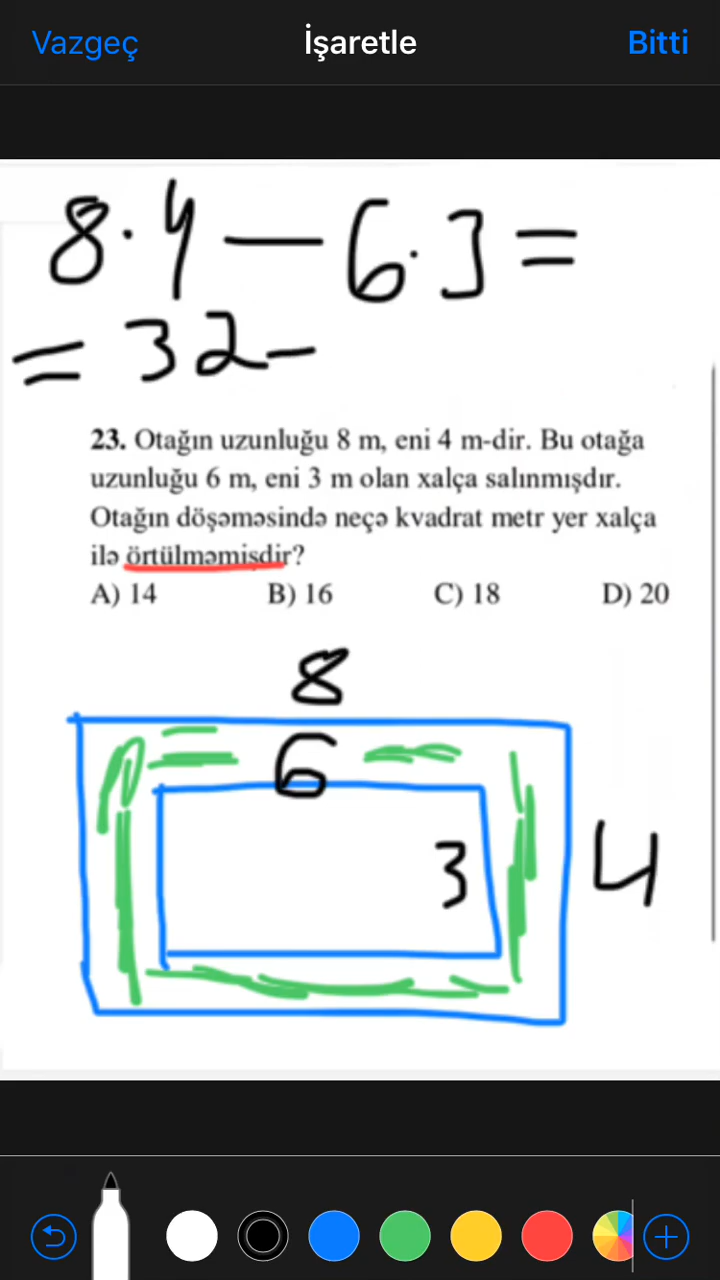 Vazgeç İşaretle Bitti
8·4 — 6·3 =
= 32 –
23. Otağın uzunluğu 8 m, eni 4 m-dir. Bu otağa
uzunluğu 6 m, eni 3 m olan xalça salınmışdır.
Otağın döşəməsində neçə kvadrat metr yer xalça
ilə örtülməmişdir?
A) 14 B) 16 C) 18 D) 20
8
6
3 4